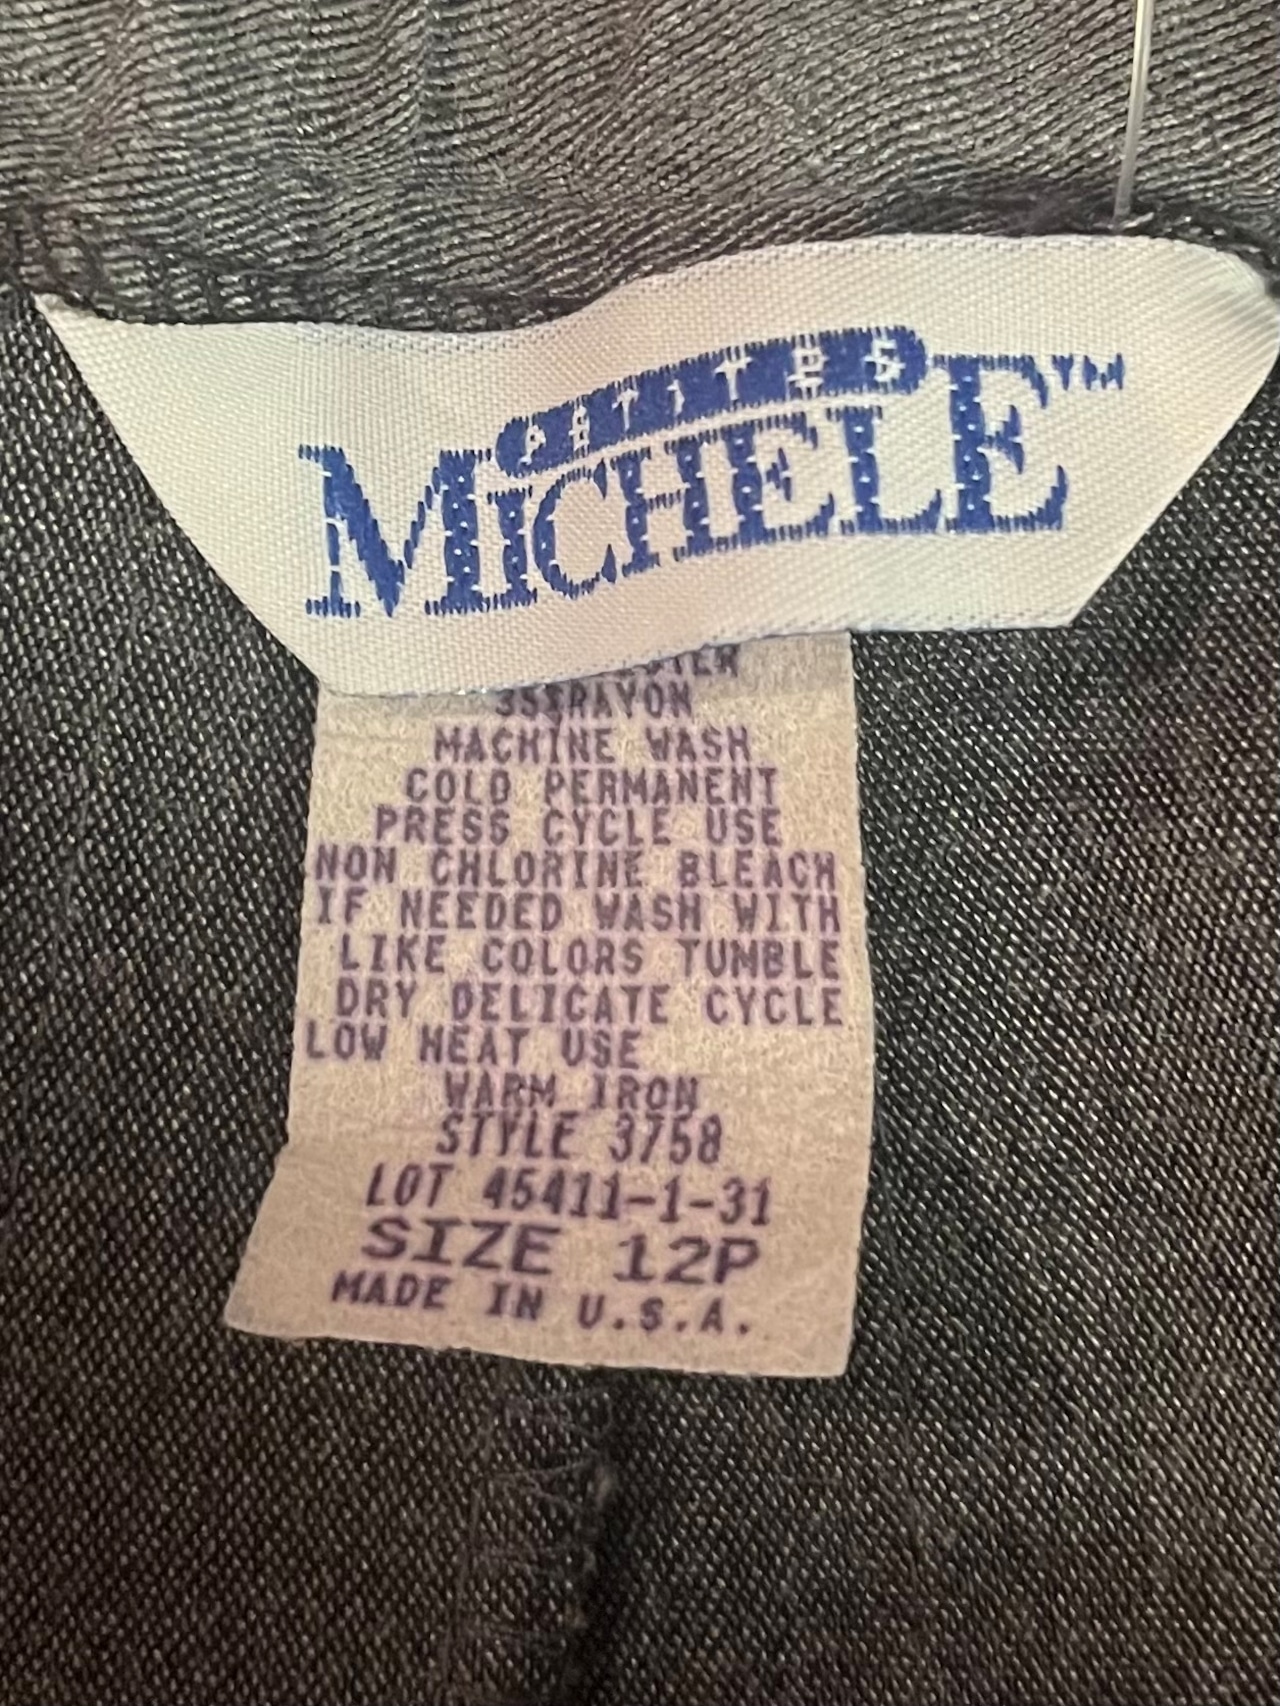 PETITES
MICHELE™
35%RAYON
MACHINE WASH
COLD PERMANENT
PRESS CYCLE USE
NON CHLORINE BLEACH
IF NEEDED WASH WITH
LIKE COLORS TUMBLE
DRY DELICATE CYCLE
LOW HEAT USE
WARM IRON
STYLE 3758
LOT 45411-1-31
SIZE 12P
MADE IN U.S.A.